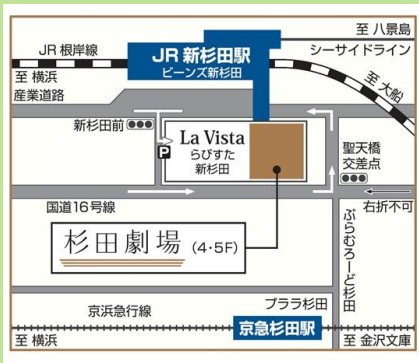 至 八景島
JR 根岸線
JR 新杉田駅
ビーンズ新杉田
シーサイドライン
至 横浜
至 大船
産業道路
新杉田前
P
La Vista
らびすた
新杉田
聖天橋
交差点
国道16号線
右折不可
杉田劇場 (4・5F)
ぷらむろーど杉田
京浜急行線
プララ杉田
京急杉田駅
至 横浜
至 金沢文庫